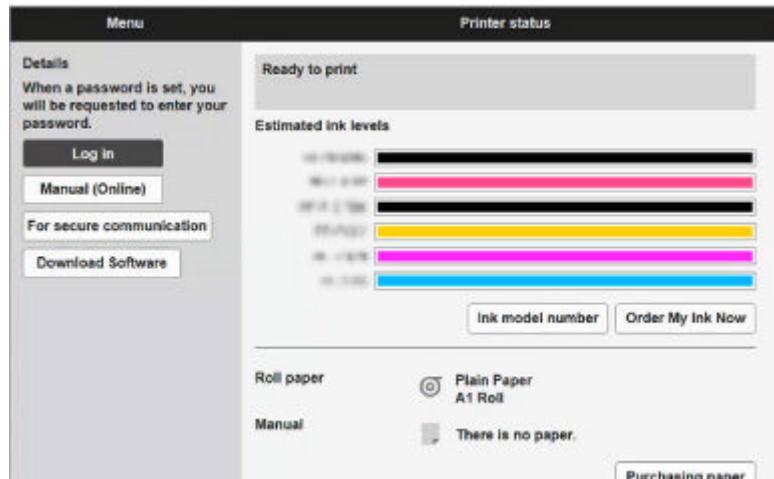 Menu
Printer status
Details
When a password is set, you
will be requested to enter your
password.
Log in
Manual (Online)
For secure communication
Download Software
Ready to print
Estimated ink levels
Ink model number
Order My Ink Now
Roll paper
Plain Paper
A1 Roll
Manual
There is no paper.
Purchasing paper